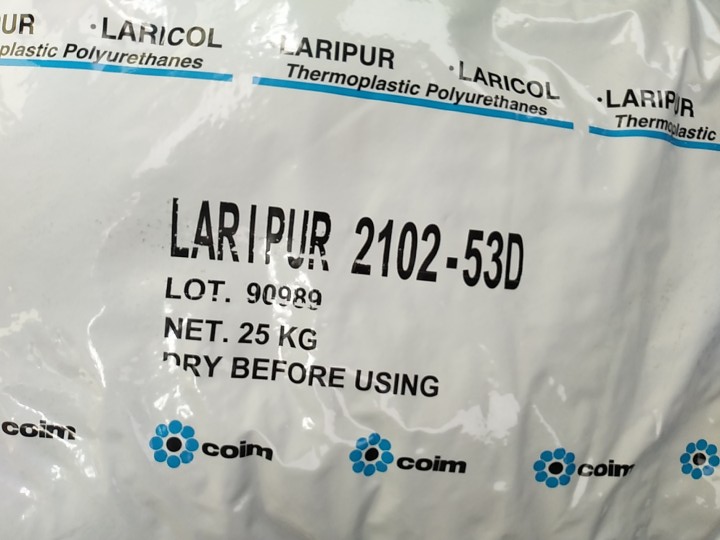 UR ·LARICOL LARIPUR ·LARICOL ·LARIPUR
plastic Polyurethanes Thermoplastic Polyurethanes Thermoplastic
LARIPUR 2102-53D
LOT. 90989
NET. 25 KG
DRY BEFORE USING
coim coim coim coim